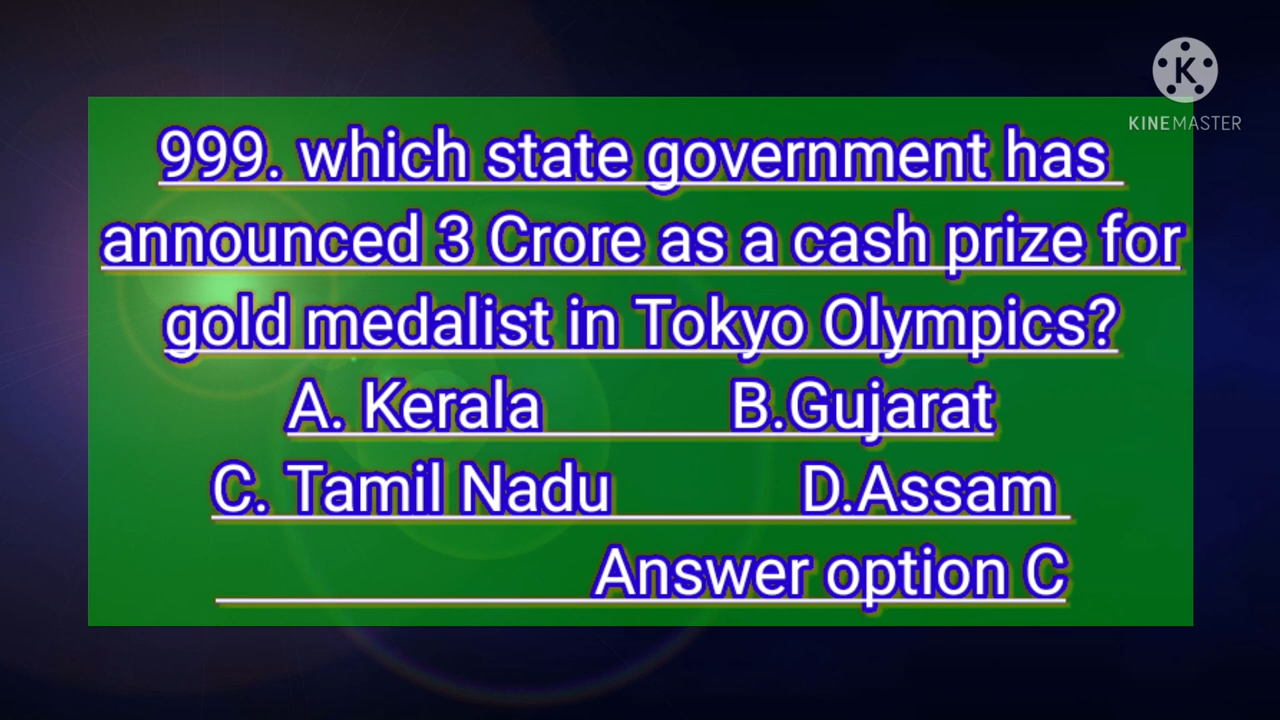 KINEMASTER
999. which state government has
announced 3 Crore as a cash prize for
gold medalist in Tokyo Olympics?
A. Kerala B.Gujarat
C. Tamil Nadu D.Assam
Answer option C